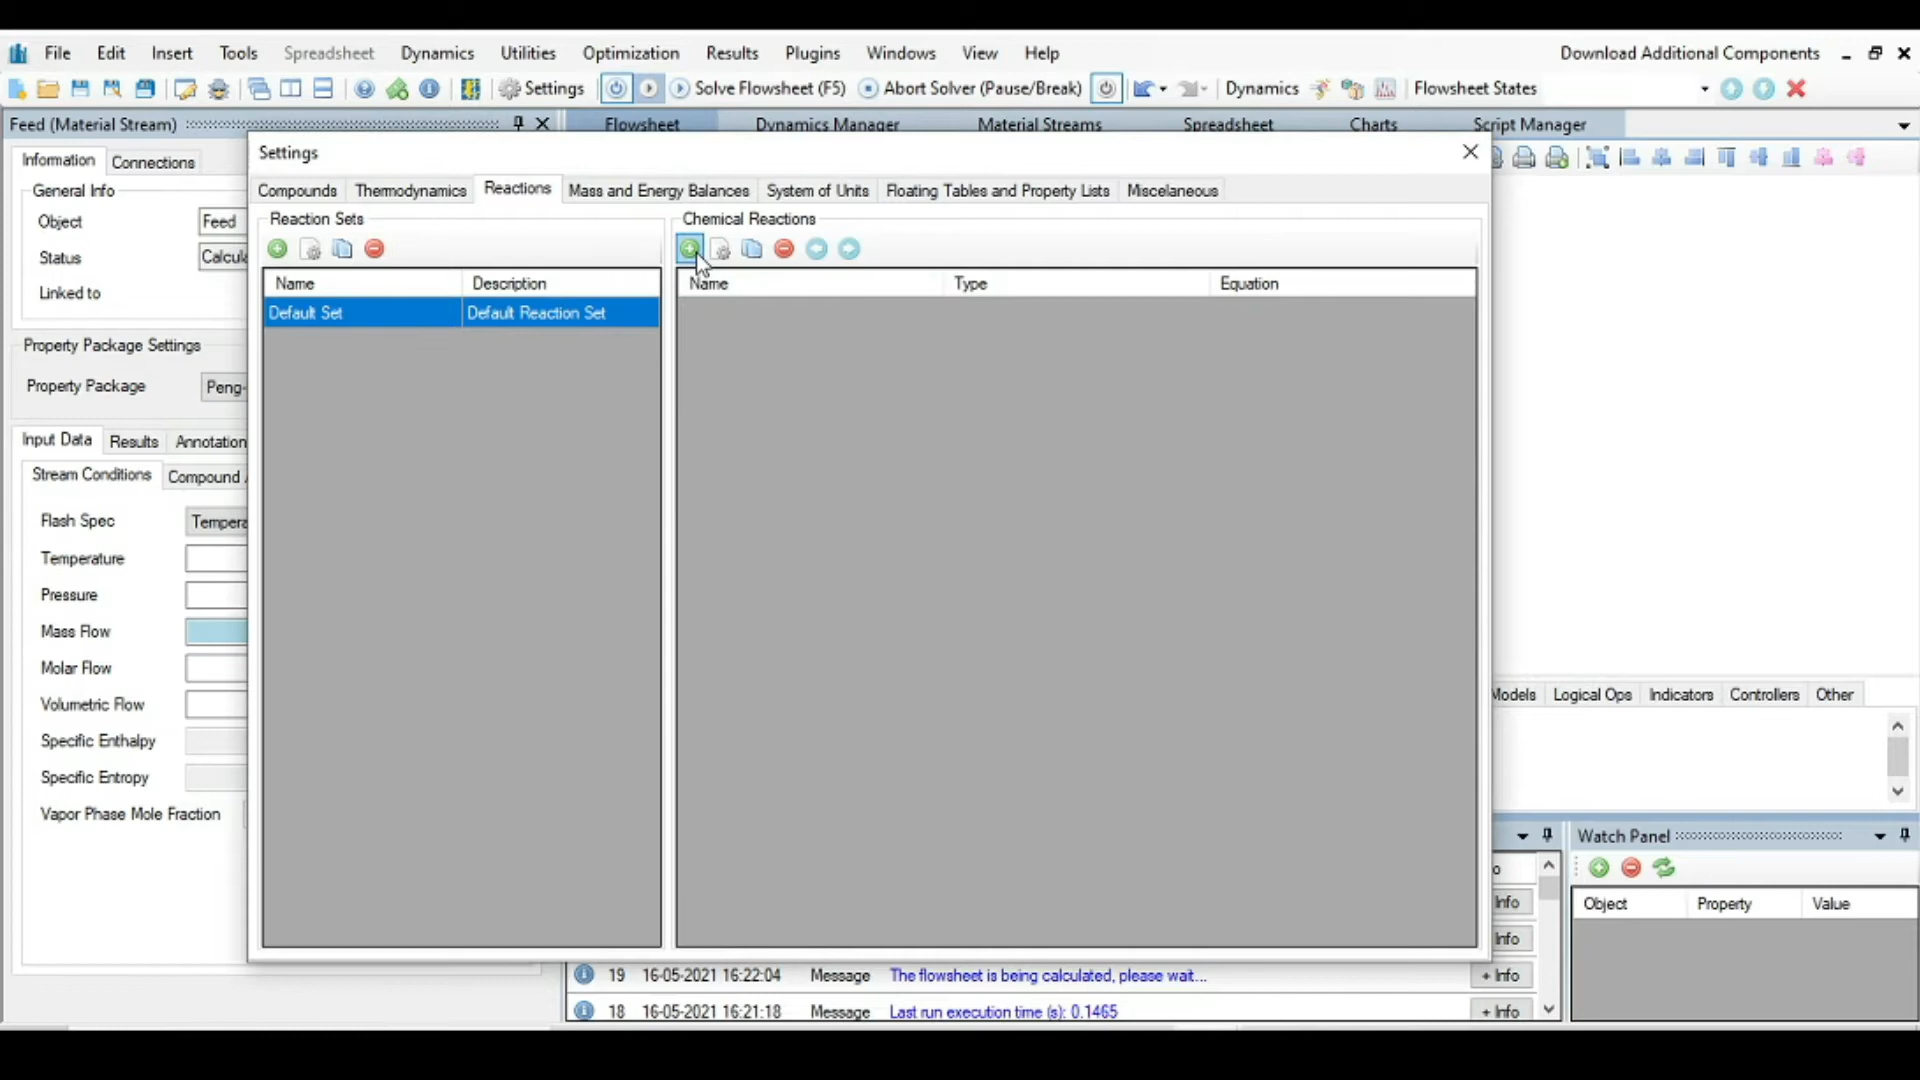 File Edit Insert Tools Spreadsheet Dynamics Utilities Optimization Results Plugins Windows View Help Download Additional Components
Settings Solve Flowsheet (F5) Abort Solver (Pause/Break) Dynamics Flowsheet States
Feed (Material Stream) Flowsheet Dynamics Manager Material Streams Spreadsheet Charts Script Manager
Information Connections
General Info
Object Feed
Status
Linked to
Property Package Settings
Property Package Peng-
Input Data Results Annotation
Stream Conditions Compound
Flash Spec
Temperature
Pressure
Mass Flow
Molar Flow
Volumetric Flow
Specific Enthalpy
Specific Entropy
Vapor Phase Mole Fraction
Settings
Compounds Thermodynamics Reactions Mass and Energy Balances System of Units Floating Tables and Property Lists Miscelaneous
Reaction Sets
Name Description
Default Set Default Reaction Set
Chemical Reactions
Name Type Equation
Models Logical Ops Indicators Controllers Other
Info
Info
19 16-05-2021 16:22:04 Message The flowsheet is being calculated, please wait... + Info
18 16-05-2021 16:21:18 Message Last run execution time (s): 0.1465 + Info
Watch Panel
Object Property Value